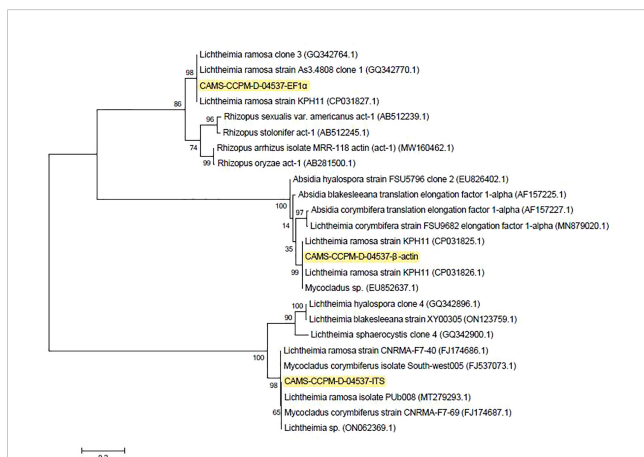 Lichtheimia ramosa clone 3 (GQ342764.1)
98
Lichtheimia ramosa strain As3.4808 clone 1 (GQ342770.1)
CAMS-CCPM-D-04537-EF1α
Lichtheimia ramosa strain KPH11 (CP031827.1)
86
Rhizopus sexualis var. americanus act-1 (AB512239.1)
96
Rhizopus stolonifer act-1 (AB512245.1)
74
Rhizopus arrhizus isolate MRR-118 actin (act-1) (MW160462.1)
99
Rhizopus oryzae act-1 (AB281500.1)
Absidia hyalospora strain FSU5796 clone 2 (EU826402.1)
Absidia blakesleeana translation elongation factor 1-alpha (AF157225.1)
100
Absidia corymbifera translation elongation factor 1-alpha (AF157227.1)
97
14
Lichtheimia corymbifera strain FSU9682 elongation factor 1-alpha (MN879020.1)
Lichtheimia ramosa strain KPH11 (CP031825.1)
35
CAMS-CCPM-D-04537-β-actin
Lichtheimia ramosa strain KPH11 (CP031826.1)
99
Mycocladus sp. (EU852637.1)
Lichtheimia hyalospora clone 4 (GQ342896.1)
100
Lichtheimia blakesleeana strain XY00305 (ON123759.1)
90
Lichtheimia sphaerocystis clone 4 (GQ342900.1)
Lichtheimia ramosa strain CNRMA-F7-40 (FJ174686.1)
100
Mycocladus corymbiferus isolate South-west005 (FJ537073.1)
CAMS-CCPM-D-04537-ITS
98
Lichtheimia ramosa isolate PUb008 (MT279293.1)
Mycocladus corymbiferus strain CNRMA-F7-69 (FJ174687.1)
65
Lichtheimia sp. (ON062369.1)